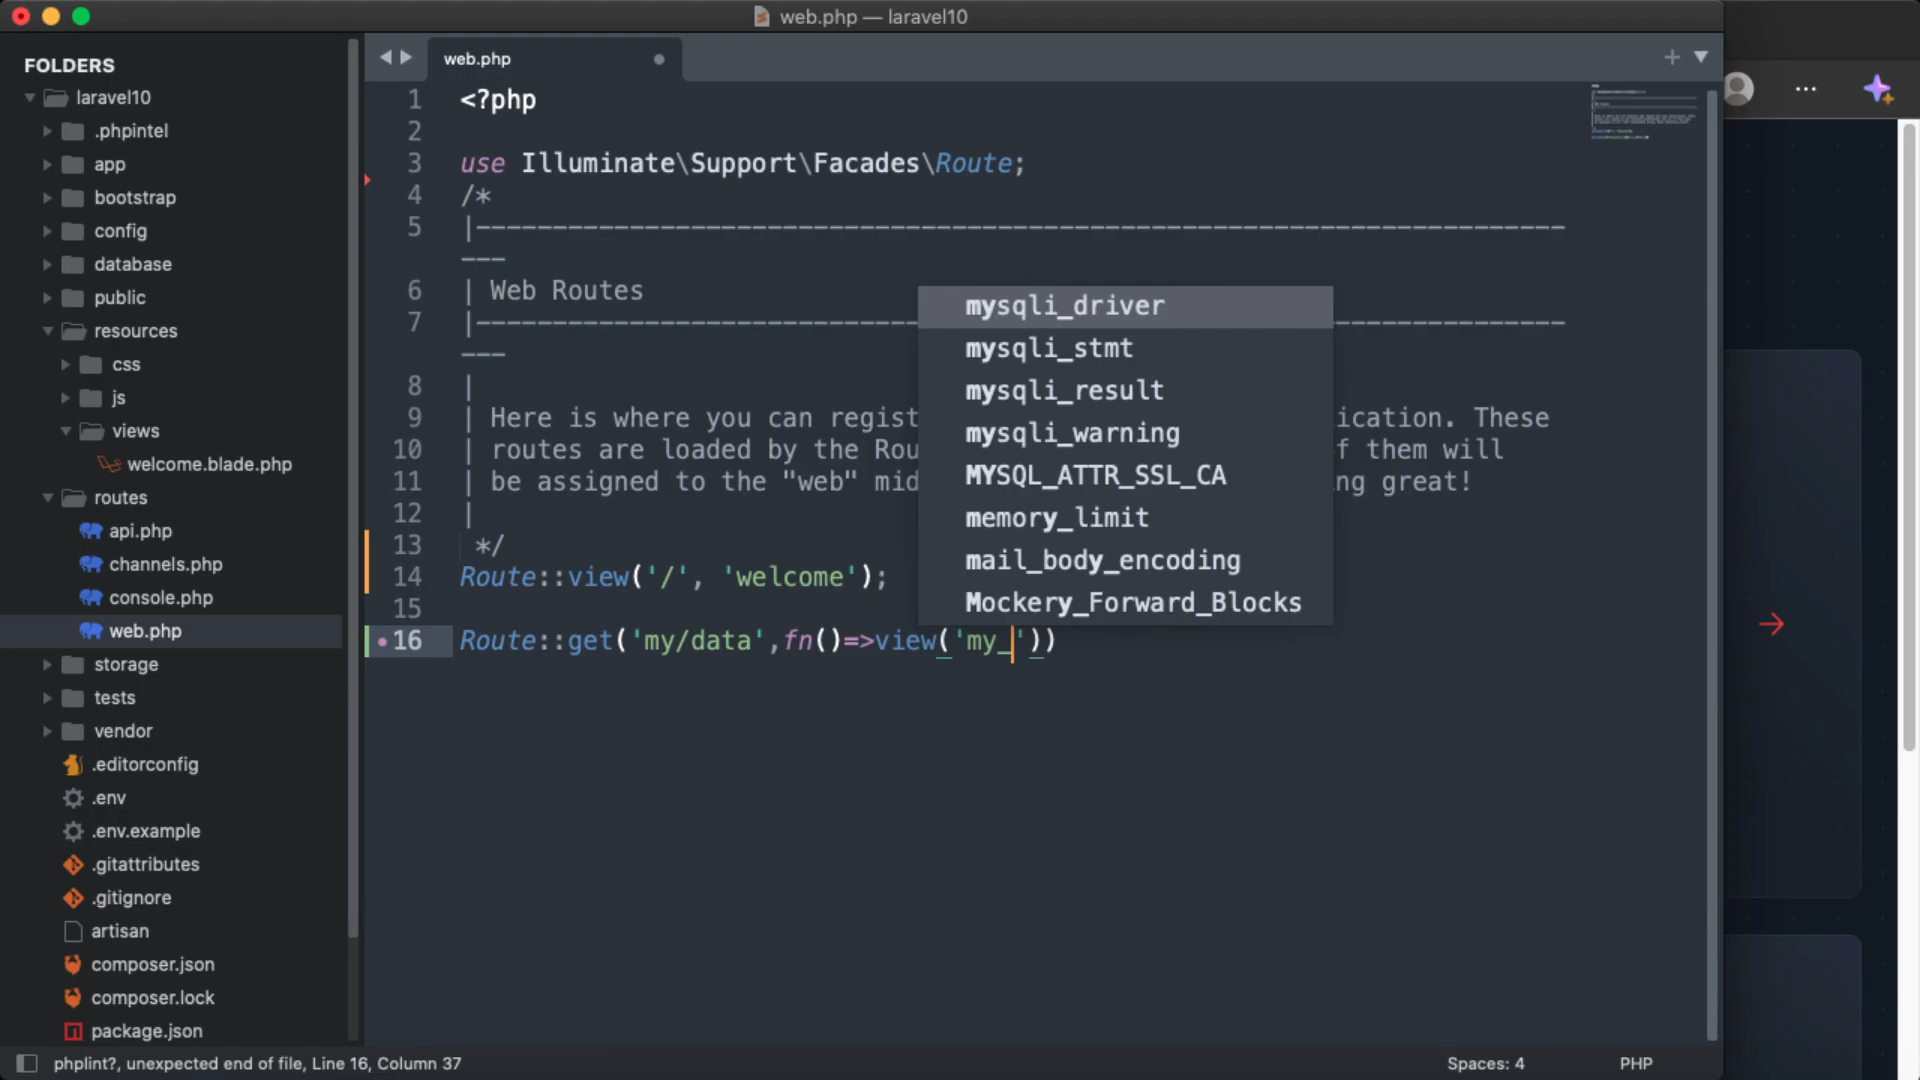 web.php — laravel10
FOLDERS
laravel10
.phpintel
app
bootstrap
config
database
public
resources
css
js
views
welcome.blade.php
routes
api.php
channels.php
console.php
web.php
storage
tests
vendor
.editorconfig
.env
.env.example
.gitattributes
.gitignore
artisan
composer.json
composer.lock
package.json
web.php
1 <?php
2
3 use Illuminate\Support\Facades\Route;
4 /*
5 |-----------------------------------------------------------------------
---
6 | Web Routes
7 |-----------------------------------------------------------------------
---
8 |
9 | Here is where you can regist ication. These
10 | routes are loaded by the Rou f them will
11 | be assigned to the "web" mid ng great!
12 |
13 */
14 Route::view('/', 'welcome');
15
16 Route::get('my/data',fn()=>view('my_'))
mysqli_driver
mysqli_stmt
mysqli_result
mysqli_warning
MYSQL_ATTR_SSL_CA
memory_limit
mail_body_encoding
Mockery_Forward_Blocks
phplint?, unexpected end of file, Line 16, Column 37
Spaces: 4
PHP